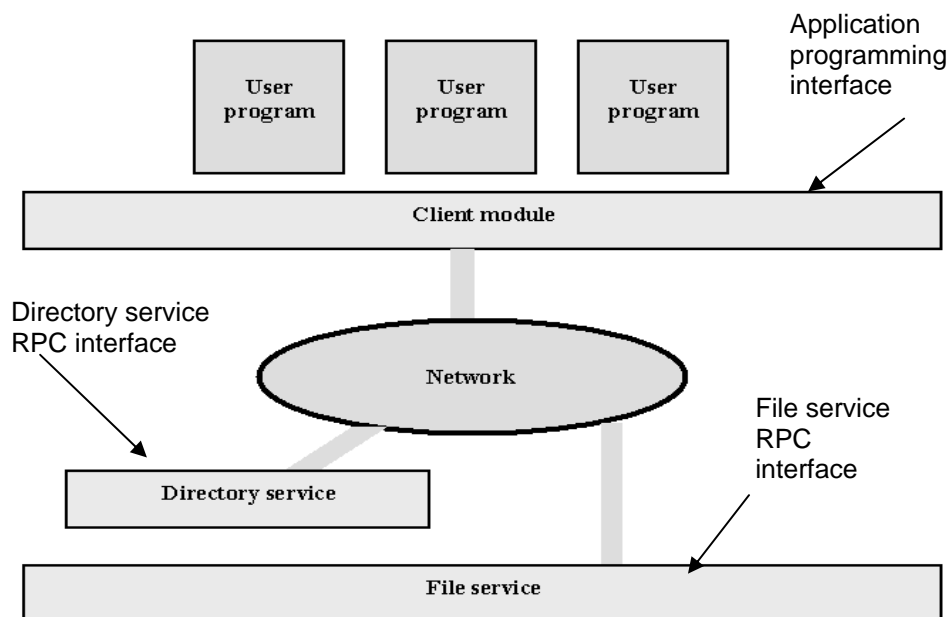 Application
programming
interface
User
program
User
program
User
program
Client module
Directory service
RPC interface
Network
File service
RPC
interface
Directory service
File service